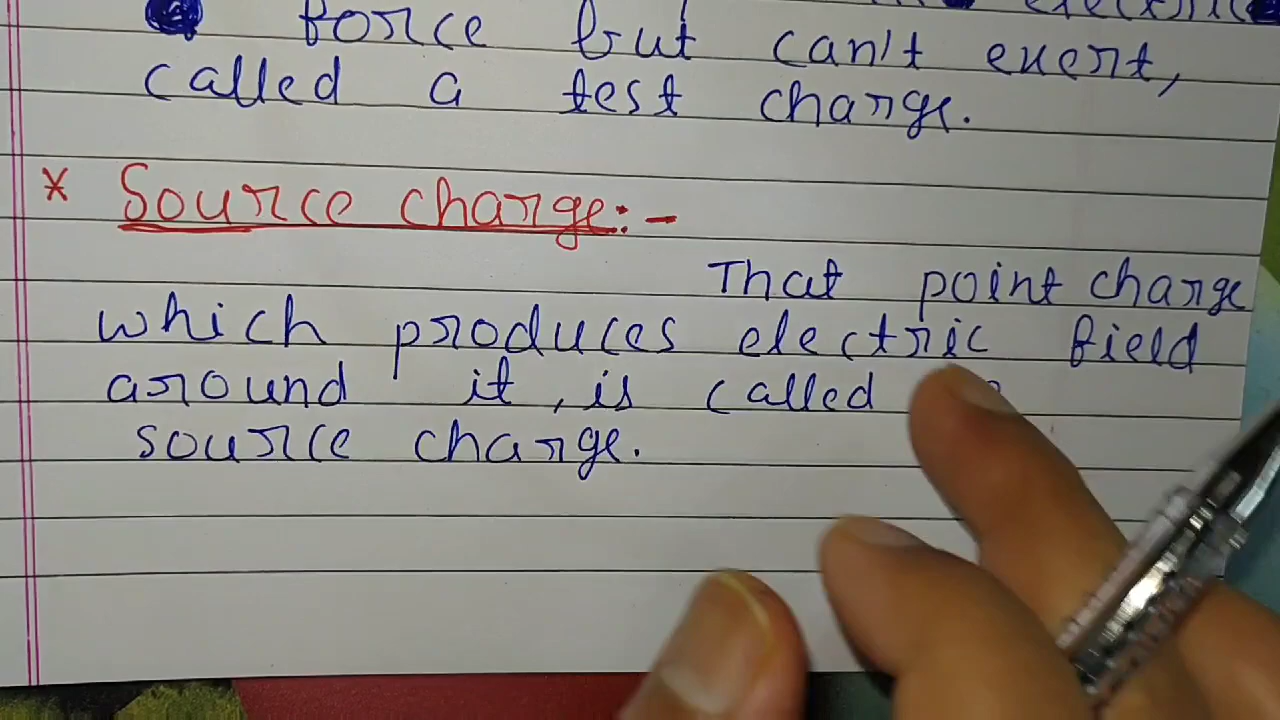 electric
force but can't exert,
called a test charge.
* Source charge:-
That point charge
which produces electric field
around it, is called
source charge.